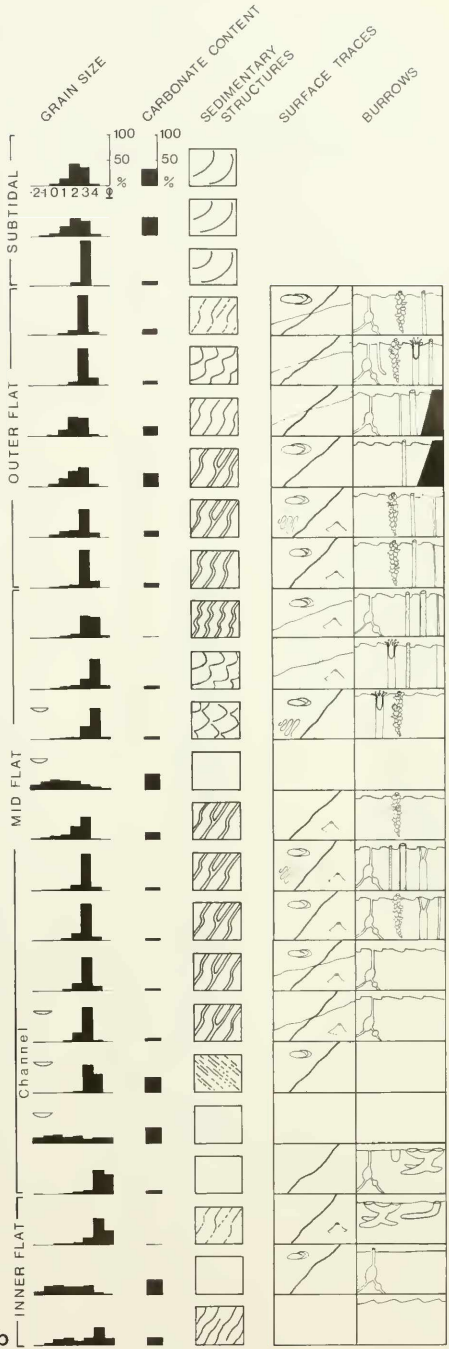 GRAIN SIZE
CARBONATE CONTENT
SEDIMENTARY STRUCTURES
SURFACE TRACES
BURROWS
100
50
%
100
50
%
-2-1 0 1 2 3 4 9
SUBTIDAL
OUTER FLAT
MID FLAT
Channel
INNER FLAT
b